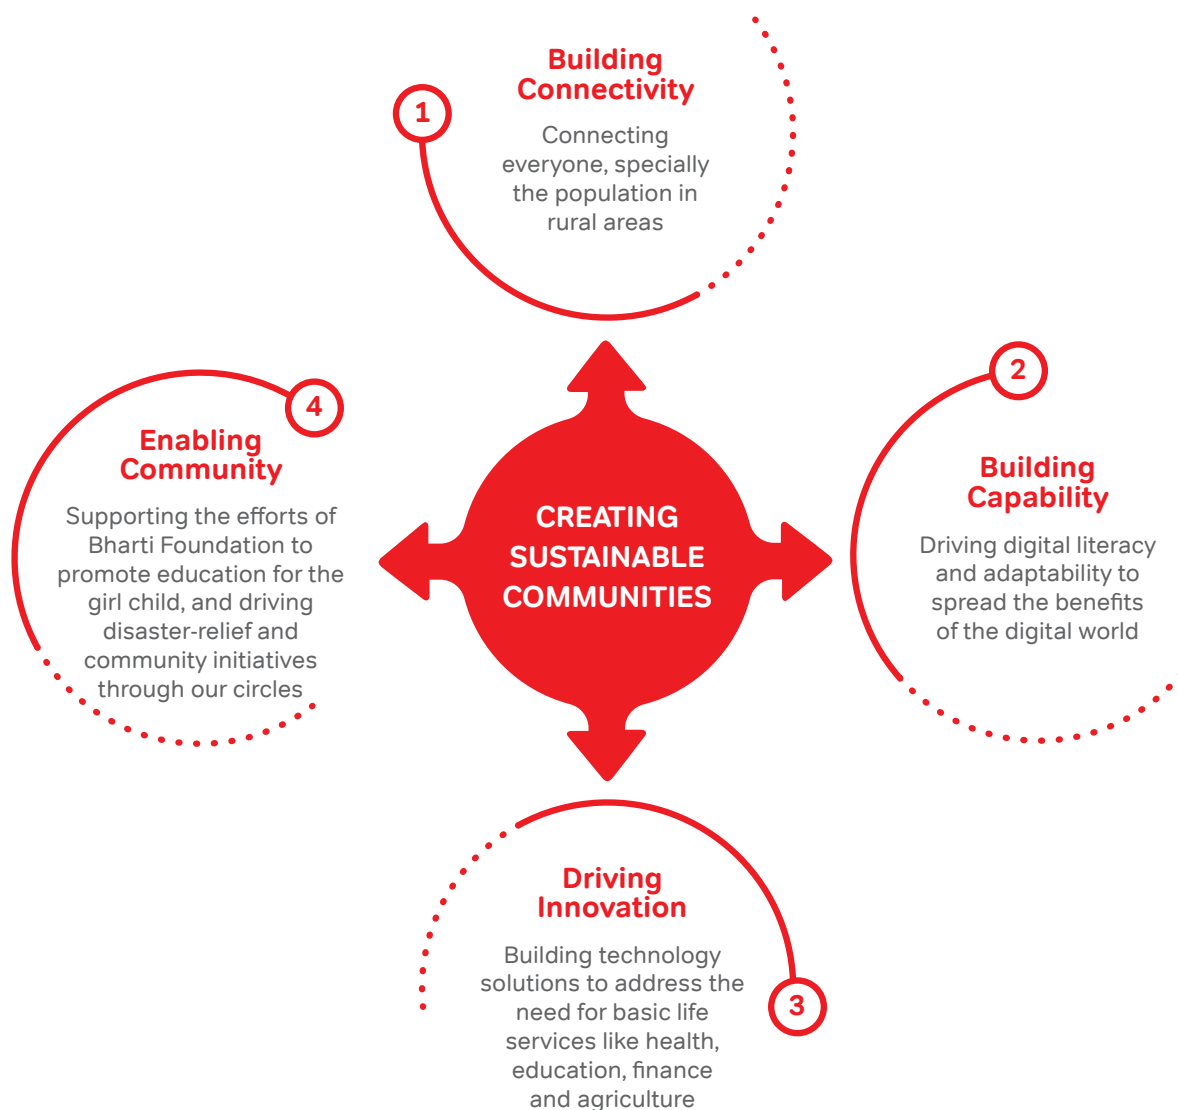 1
Building
Connectivity
Connecting
everyone, specially
the population in
rural areas
2
Building
Capability
Driving digital literacy
and adaptability to
spread the benefits
of the digital world
3
Driving
Innovation
Building technology
solutions to address the
need for basic life
services like health,
education, finance
and agriculture
4
Enabling
Community
Supporting the efforts of
Bharti Foundation to
promote education for the
girl child, and driving
disaster-relief and
community initiatives
through our circles
CREATING
SUSTAINABLE
COMMUNITIES